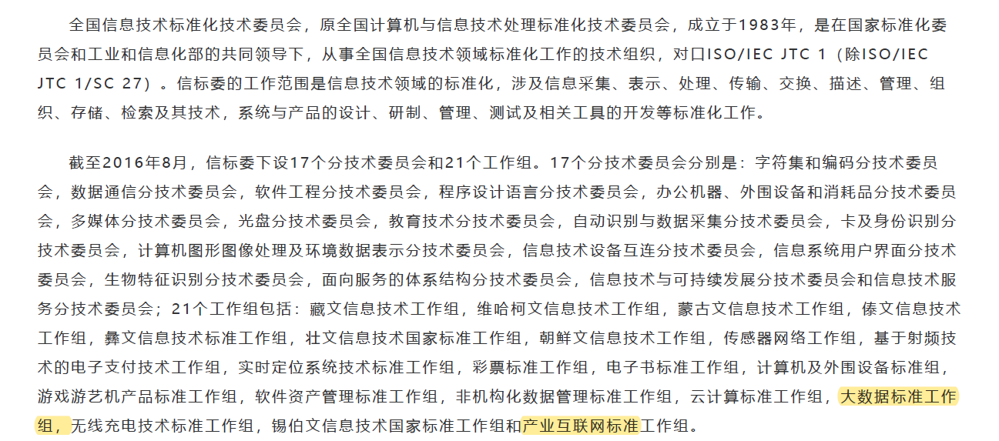 全国信息技术标准化技术委员会，原全国计算机与信息技术处理标准化技术委员会，成立于1983年，是在国家标准化委
员会和工业和信息化部的共同领导下，从事全国信息技术领域标准化工作的技术组织，对口ISO/IEC JTC 1（除ISO/IEC
JTC 1/SC 27）。信标委的工作范围是信息技术领域的标准化，涉及信息采集、表示、处理、传输、交换、描述、管理、组
织、存储、检索及其技术，系统与产品的设计、研制、管理、测试及相关工具的开发等标准化工作。
截至2016年8月，信标委下设17个分技术委员会和21个工作组。17个分技术委员会分别是：字符集和编码分技术委员
会，数据通信分技术委员会，软件工程分技术委员会，程序设计语言分技术委员会，办公机器、外围设备和消耗品分技术委员
会，多媒体分技术委员会，光盘分技术委员会，教育技术分技术委员会，自动识别与数据采集分技术委员会，卡及身份识别分
技术委员会，计算机图形图像处理及环境数据表示分技术委员会，信息技术设备互连分技术委员会，信息系统用户界面分技术
委员会，生物特征识别分技术委员会，面向服务的体系结构分技术委员会，信息技术与可持续发展分技术委员会和信息技术服
务分技术委员会；21个工作组包括：藏文信息技术工作组，维哈柯文信息技术工作组，蒙古文信息技术工作组，傣文信息技术
工作组，彝文信息技术标准工作组，壮文信息技术国家标准工作组，朝鲜文信息技术工作组，传感器网络工作组，基于射频技
术的电子支付技术工作组，实时定位系统技术标准工作组，彩票标准工作组，电子书标准工作组，计算机及外围设备标准组，
游戏游艺机产品标准工作组，软件资产管理标准工作组，非机构化数据管理标准工作组，云计算标准工作组，大数据标准工作
组，无线充电技术标准工作组，锡伯文信息技术国家标准工作组和产业互联网标准工作组。